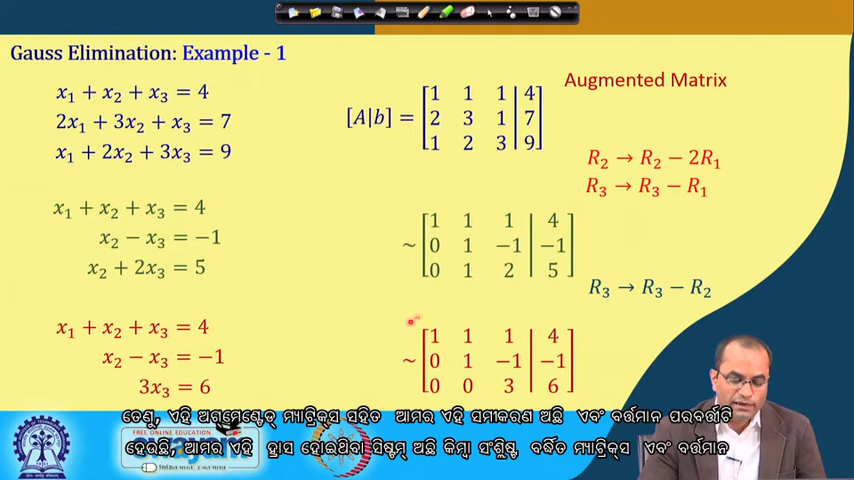 Gauss Elimination: Example - 1
x₁ + x₂ + x₃ = 4
2x₁ + 3x₂ + x₃ = 7
x₁ + 2x₂ + 3x₃ = 9
[A|b] =
1 1 1 | 4
2 3 1 | 7
1 2 3 | 9
Augmented Matrix
R₂ → R₂ − 2R₁
R₃ → R₃ − R₁
x₁ + x₂ + x₃ = 4
x₂ − x₃ = −1
x₂ + 2x₃ = 5
~
1 1 1 | 4
0 1 −1 | −1
0 1 2 | 5
R₃ → R₃ − R₂
x₁ + x₂ + x₃ = 4
x₂ − x₃ = −1
3x₃ = 6
~
1 1 1 | 4
0 1 −1 | −1
0 0 3 | 6
ତେଣୁ, ଏହି ଅଗ୍ମେଣ୍ଟେଡ୍ ମ୍ୟାଟ୍ରିକ୍ସ ସହିତ ଆମର ଏହି ସମୀକରଣ ଅଛି ଏବଂ ବର୍ତ୍ତମାନ ପରବର୍ତ୍ତୀଟି
ହେଉଛି, ଆମର ଏହି ହ୍ରାସ ହୋଇଥିବା ସିଷ୍ଟମ୍ ଅଛି କିମ୍ବା ସଂଶ୍ଳିଷ୍ଟ ବର୍ଦ୍ଧିତ ମ୍ୟାଟ୍ରିକ୍ସ ଏବଂ ବର୍ତ୍ତମାନ
FREE ONLINE EDUCATION
swayam